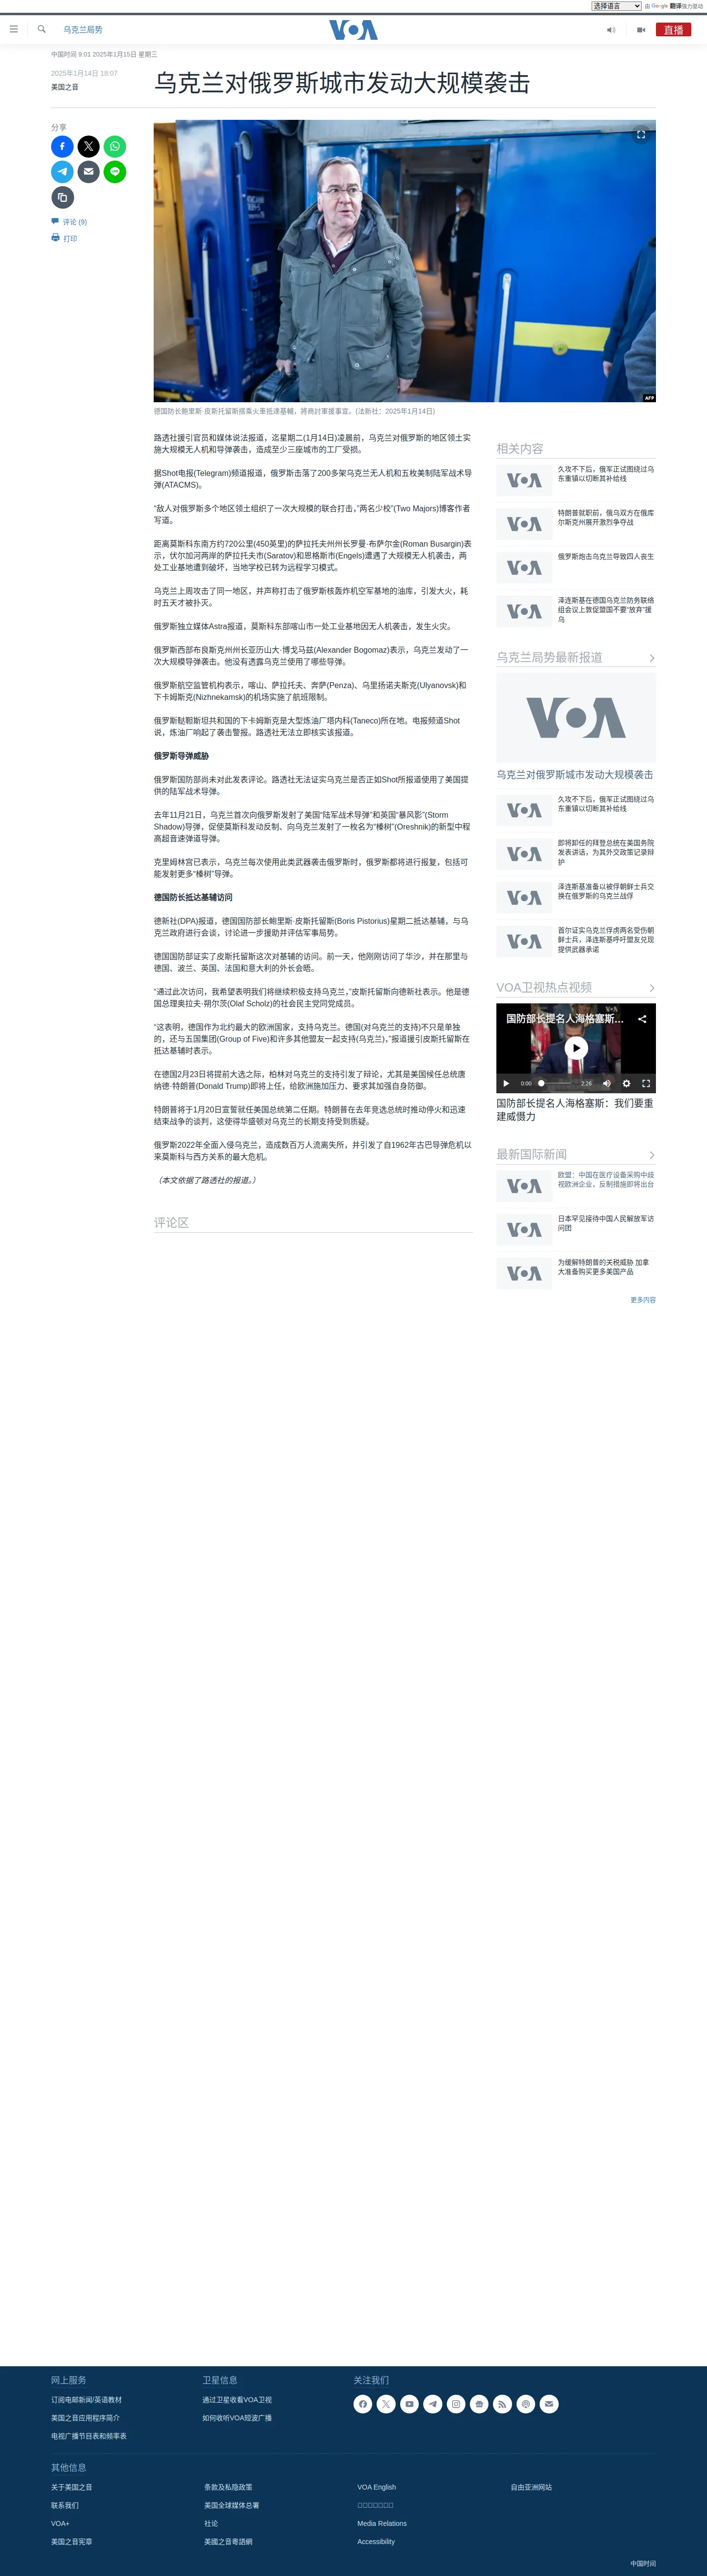 选择语言
由 Google 翻译强力驱动
乌克兰局势
VOA
直播
中国时间 9:01 2025年1月15日 星期三
2025年1月14日 18:07
美国之音
乌克兰对俄罗斯城市发动大规模袭击
分享
评论 (9)
打印
AFP
德国防长鲍里斯·皮斯托留斯搭乘火車抵達基輔，將商討軍援事宜。(法新社：2025年1月14日)
路透社援引官员和媒体说法报道，迄星期二(1月14日)凌晨前，乌克兰对俄罗斯的地区领土实
施大规模无人机和导弹袭击，造成至少三座城市的工厂受损。
据Shot电报(Telegram)频道报道，俄罗斯击落了200多架乌克兰无人机和五枚美制陆军战术导
弹(ATACMS)。
“敌人对俄罗斯多个地区领土组织了一次大规模的联合打击，”两名少校”(Two Majors)博客作者
写道。
距离莫斯科东南方约720公里(450英里)的萨拉托夫州州长罗曼·布萨尔金(Roman Busargin)表
示，伏尔加河两岸的萨拉托夫市(Saratov)和恩格斯市(Engels)遭遇了大规模无人机袭击，两
处工业基地遭到破坏，当地学校已转为远程学习模式。
乌克兰上周攻击了同一地区，并声称打击了俄罗斯核轰炸机空军基地的油库，引发大火，耗
时五天才被扑灭。
俄罗斯独立媒体Astra报道，莫斯科东部喀山市一处工业基地因无人机袭击，发生火灾。
俄罗斯西部布良斯克州州长亚历山大·博戈马兹(Alexander Bogomaz)表示，乌克兰发动了一
次大规模导弹袭击。他没有透露乌克兰使用了哪些导弹。
俄罗斯航空监管机构表示，喀山、萨拉托夫、奔萨(Penza)、乌里扬诺夫斯克(Ulyanovsk)和
下卡姆斯克(Nizhnekamsk)的机场实施了航班限制。
俄罗斯鞑靼斯坦共和国的下卡姆斯克是大型炼油厂塔内科(Taneco)所在地。电报频道Shot
说，炼油厂响起了袭击警报。路透社无法立即核实该报道。
俄罗斯导弹威胁
俄罗斯国防部尚未对此发表评论。路透社无法证实乌克兰是否正如Shot所报道使用了美国提
供的陆军战术导弹。
去年11月21日，乌克兰首次向俄罗斯发射了美国“陆军战术导弹”和英国“暴风影”(Storm
Shadow)导弹，促使莫斯科发动反制、向乌克兰发射了一枚名为“榛树”(Oreshnik)的新型中程
高超音速弹道导弹。
克里姆林宫已表示，乌克兰每次使用此类武器袭击俄罗斯时，俄罗斯都将进行报复，包括可
能发射更多“榛树”导弹。
德国防长抵达基辅访问
德新社(DPA)报道，德国国防部长鲍里斯·皮斯托留斯(Boris Pistorius)星期二抵达基辅，与乌
克兰政府进行会谈，讨论进一步援助并评估军事局势。
德国国防部证实了皮斯托留斯这次对基辅的访问。前一天，他刚刚访问了华沙，并在那里与
德国、波兰、英国、法国和意大利的外长会晤。
“通过此次访问，我希望表明我们将继续积极支持乌克兰，”皮斯托留斯向德新社表示。他是德
国总理奥拉夫·朔尔茨(Olaf Scholz)的社会民主党同党成员。
“这表明，德国作为北约最大的欧洲国家，支持乌克兰。德国(对乌克兰的支持)不只是单独
的，还与五国集团(Group of Five)和许多其他盟友一起支持(乌克兰)，”报道援引皮斯托留斯在
抵达基辅时表示。
在德国2月23日将提前大选之际，柏林对乌克兰的支持引发了辩论，尤其是美国候任总统唐
纳德·特朗普(Donald Trump)即将上任，给欧洲施加压力、要求其加强自身防御。
特朗普将于1月20日宣誓就任美国总统第二任期。特朗普在去年竞选总统时推动停火和迅速
结束战争的谈判，这使得华盛顿对乌克兰的长期支持受到质疑。
俄罗斯2022年全面入侵乌克兰，造成数百万人流离失所，并引发了自1962年古巴导弹危机以
来莫斯科与西方关系的最大危机。
（本文依据了路透社的报道。）
评论区
相关内容
VOA
久攻不下后，俄军正试图绕过乌
东重镇以切断其补给线
VOA
特朗普就职前，俄乌双方在俄库
尔斯克州展开激烈争夺战
VOA
俄罗斯炮击乌克兰导致四人丧生
VOA
泽连斯基在德国乌克兰防务联络
组会议上敦促盟国不要“放弃”援
乌
乌克兰局势最新报道
VOA
乌克兰对俄罗斯城市发动大规模袭击
VOA
久攻不下后，俄军正试图绕过乌
东重镇以切断其补给线
VOA
即将卸任的拜登总统在美国务院
发表讲话，为其外交政策记录辩
护
VOA
泽连斯基准备以被俘朝鲜士兵交
换在俄罗斯的乌克兰战俘
VOA
首尔证实乌克兰俘虏两名受伤朝
鲜士兵，泽连斯基呼吁盟友兑现
提供武器承诺
VOA卫视热点视频
VOA
国防部长提名人海格塞斯...
0:00
2:26
国防部长提名人海格塞斯：我们要重
建威慑力
最新国际新闻
VOA
欧盟：中国在医疗设备采购中歧
视欧洲企业，反制措施即将出台
VOA
日本罕见接待中国人民解放军访
问团
VOA
为缓解特朗普的关税威胁 加拿
大准备购买更多美国产品
更多内容
网上服务
订阅电邮新闻/英语教材
美国之音应用程序简介
电视广播节目表和频率表
卫星信息
通过卫星收看VOA卫视
如何收听VOA短波广播
关注我们
其他信息
关于美国之音
条款及私隐政策
VOA English
自由亚洲网站
联系我们
美国全球媒体总署
VOA+
社论
Media Relations
美国之音宪章
美國之音粵語網
Accessibility
中国时间